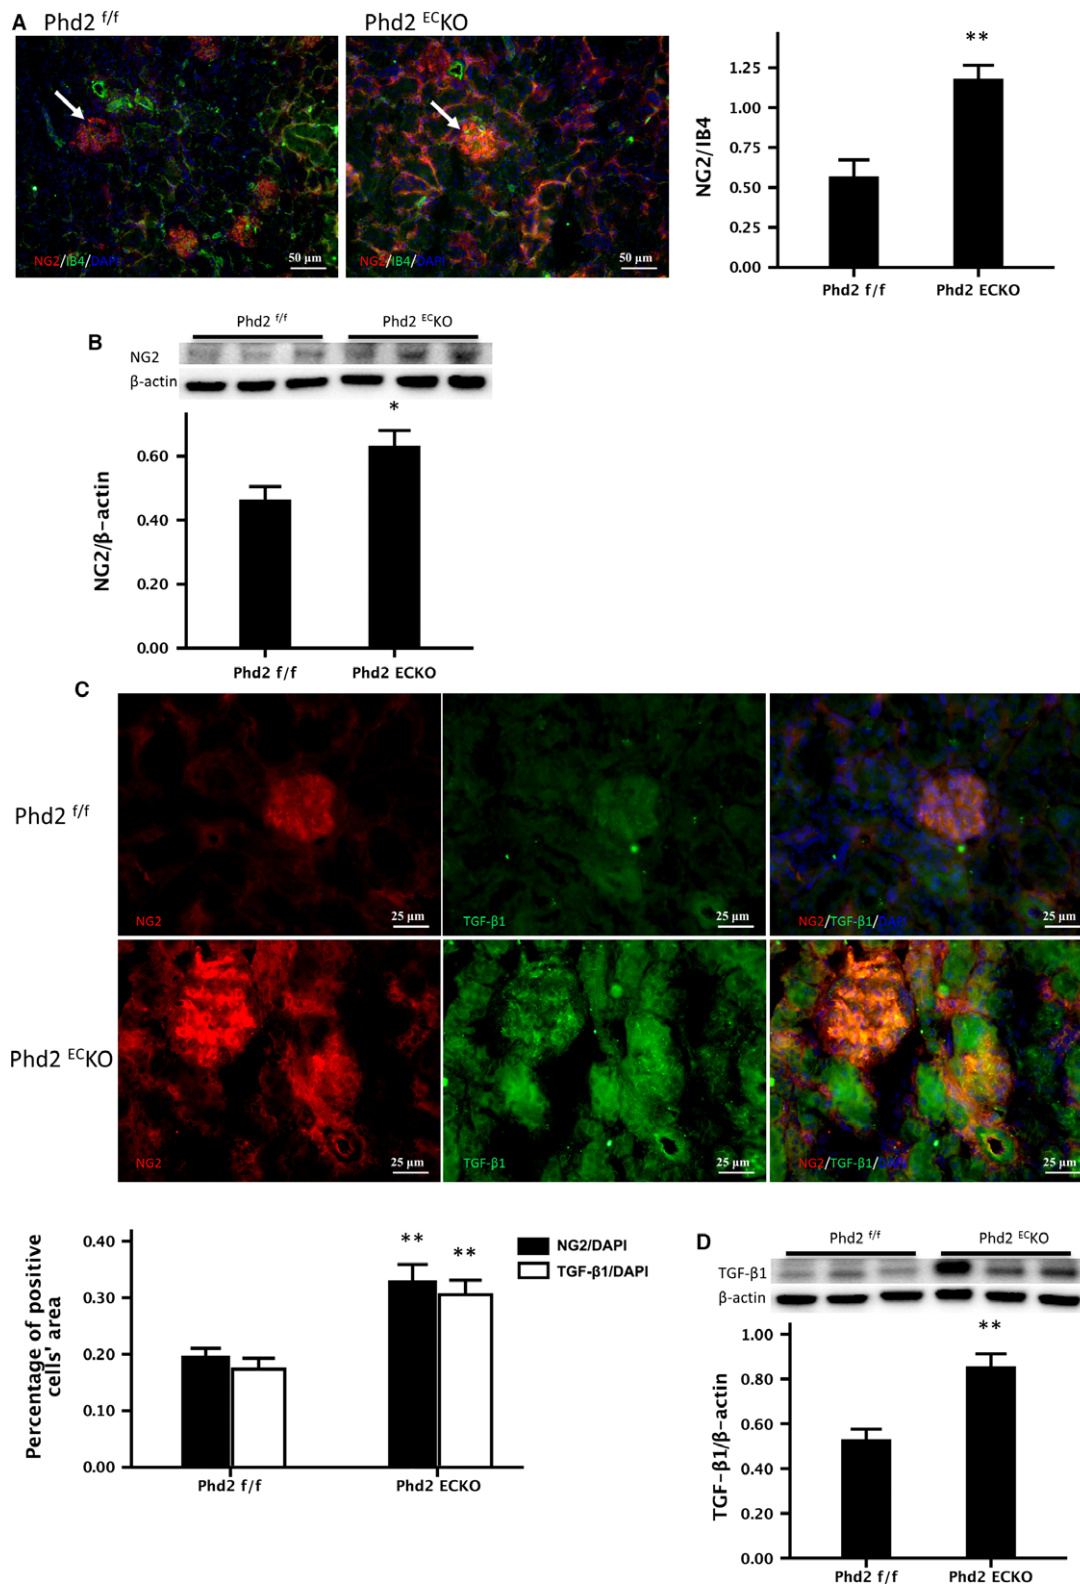 A
Phd2 f/f
Phd2 ECKO
NG2/IB4/DAPI
50 µm
NG2/IB4/DAPI
50 µm
**
NG2/IB4
1.25
1.00
0.75
0.50
0.25
0.00
Phd2 f/f
Phd2 ECKO
B
Phd2 f/f
Phd2 ECKO
NG2
β-actin
*
NG2/β-actin
0.60
0.40
0.20
0.00
Phd2 f/f
Phd2 ECKO
C
Phd2 f/f
NG2
25 µm
TGF-β1
25 µm
NG2/TGF-β1/DAPI
25 µm
Phd2 ECKO
NG2
25 µm
TGF-β1
25 µm
NG2/TGF-β1/DAPI
25 µm
Percentage of positive
cells' area
0.40
0.30
0.20
0.10
0.00
**
**
NG2/DAPI
TGF-β1/DAPI
Phd2 f/f
Phd2 ECKO
D
Phd2 f/f
Phd2 ECKO
TGF-β1
β-actin
**
TGF-β1/β-actin
1.00
0.80
0.60
0.40
0.20
0.00
Phd2 f/f
Phd2 ECKO